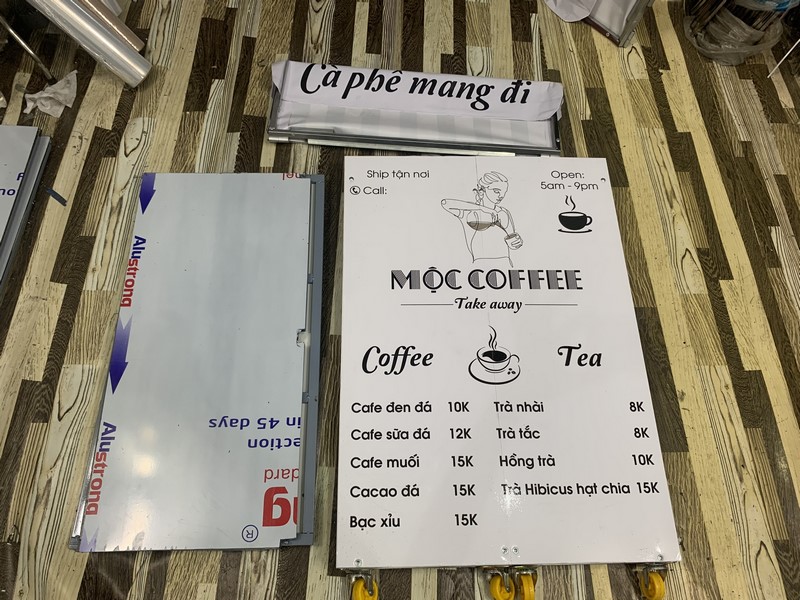 Cà phê mang đi
Ship tận nơi
Call:
Open:
5am - 9pm
MỘC COFFEE
Take away
Coffee
Tea
Cafe đen đá 10K
Trà nhài 8K
Cafe sữa đá 12K
Trà tắc 8K
Cafe muối 15K
Hồng trà 10K
Cacao đá 15K
Trà Hibicus hạt chia 15K
Bạc xỉu 15K
Alustrong
Alustrong
in 45 days
ection
dard
ng
®